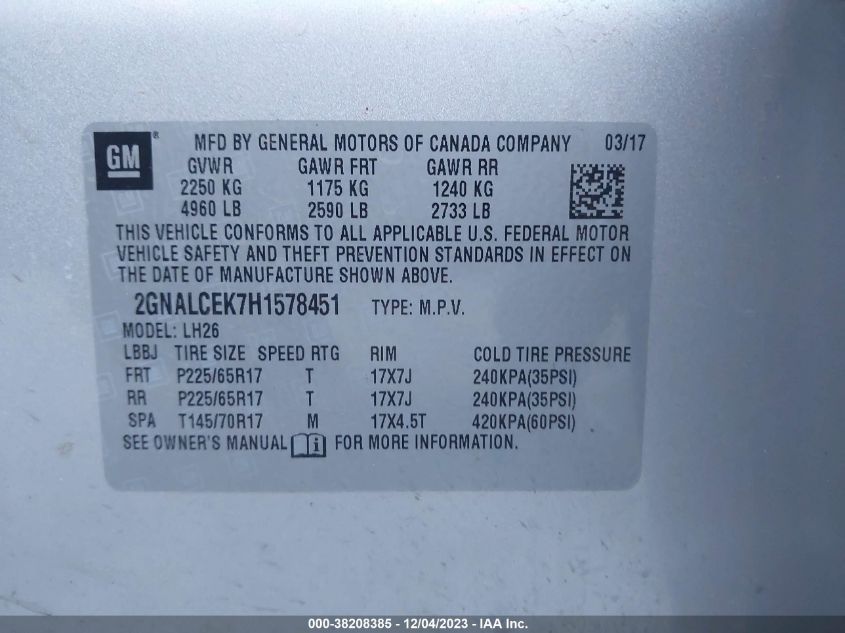 GM ® MFD BY GENERAL MOTORS OF CANADA COMPANY 03/17
GVWR GAWR FRT GAWR RR
2250 KG 1175 KG 1240 KG
4960 LB 2590 LB 2733 LB
THIS VEHICLE CONFORMS TO ALL APPLICABLE U.S. FEDERAL MOTOR
VEHICLE SAFETY AND THEFT PREVENTION STANDARDS IN EFFECT ON
THE DATE OF MANUFACTURE SHOWN ABOVE.
2GNALCEK7H1578451 TYPE: M.P.V.
MODEL: LH26
LBBJ TIRE SIZE SPEED RTG RIM COLD TIRE PRESSURE
FRT P225/65R17 T 17X7J 240KPA(35PSI)
RR P225/65R17 T 17X7J 240KPA(35PSI)
SPA T145/70R17 M 17X4.5T 420KPA(60PSI)
SEE OWNER'S MANUAL i FOR MORE INFORMATION.
000-38208385 - 12/04/2023 - IAA Inc.